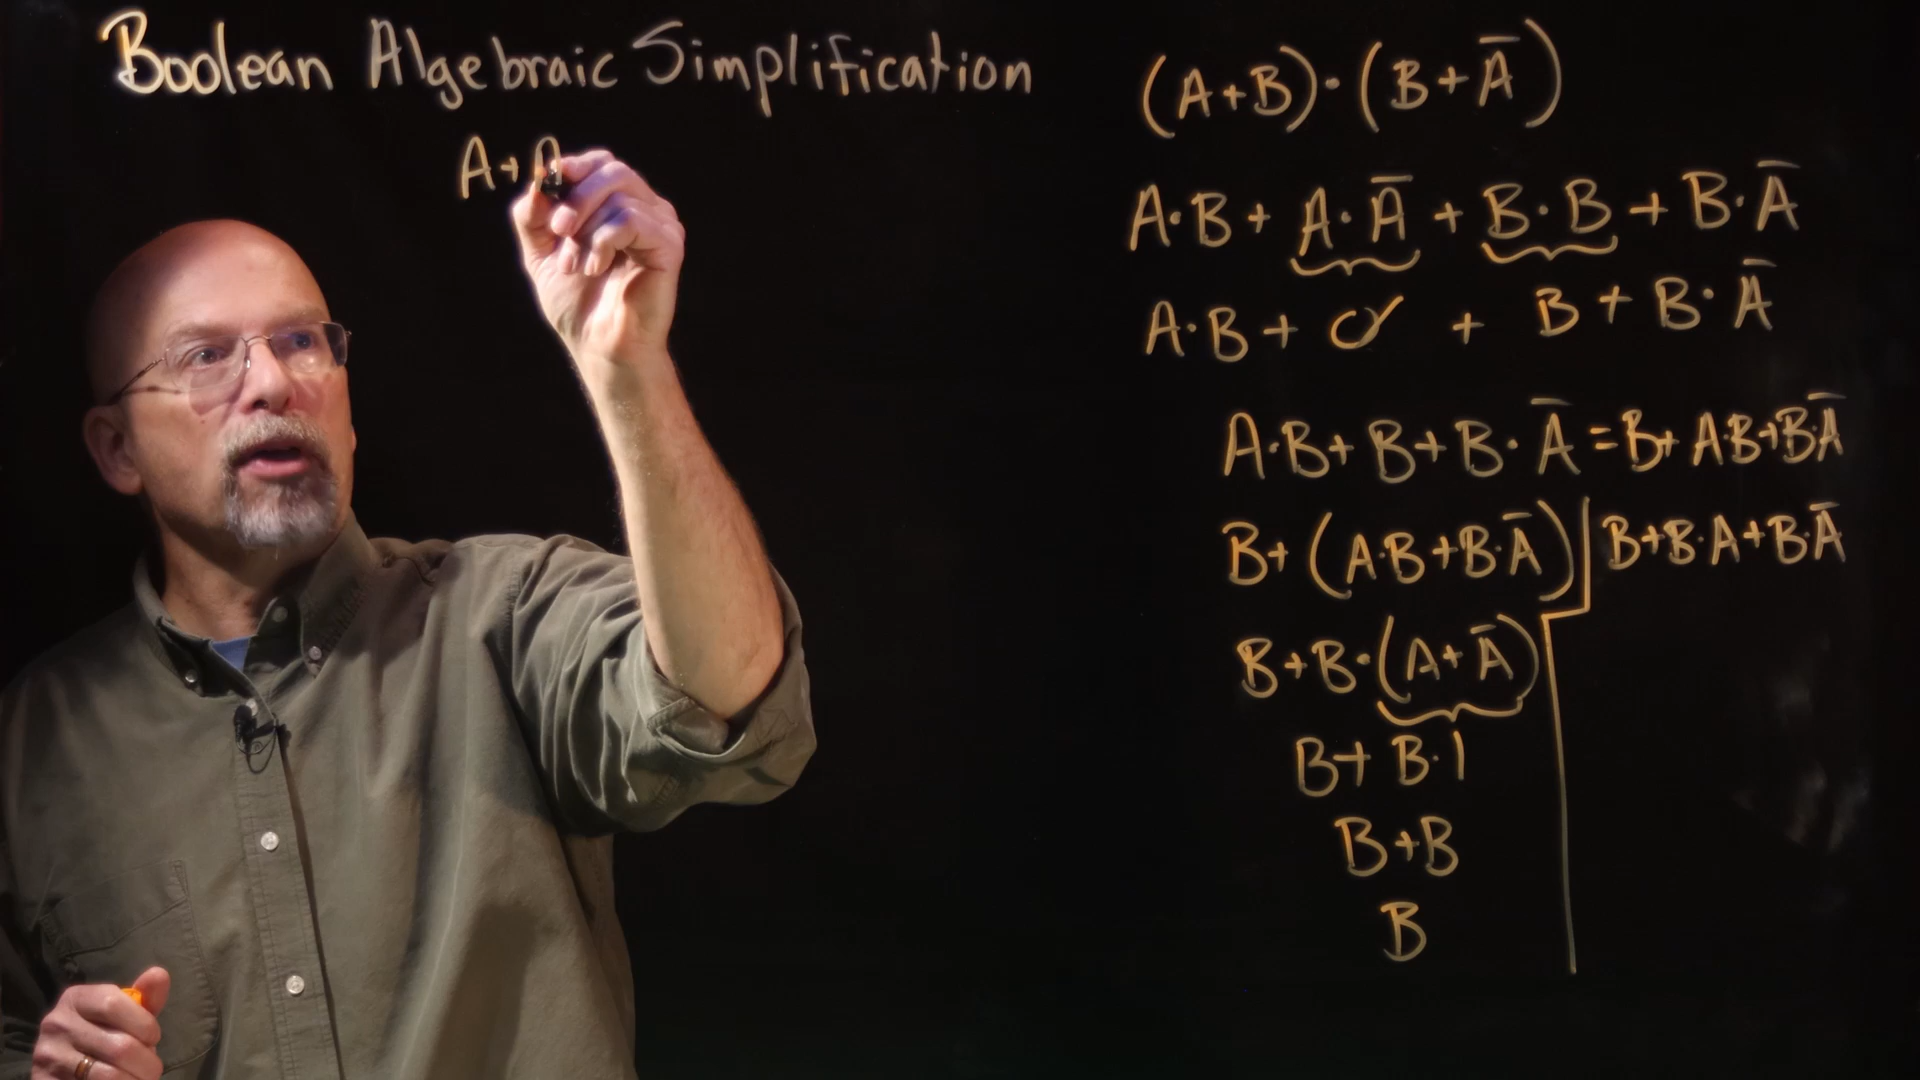 Boolean Algebraic Simplification
A+A
(A+B)·(B+A̅)
A·B+A·A̅+B·B+B·A̅
A·B+0+B+B·A̅
A·B+B+B·A̅=B+A·B+B·A̅
B+(A·B+B·A̅) B+B·A+B·A̅
B+B·(A+A̅)
B+B·1
B+B
B